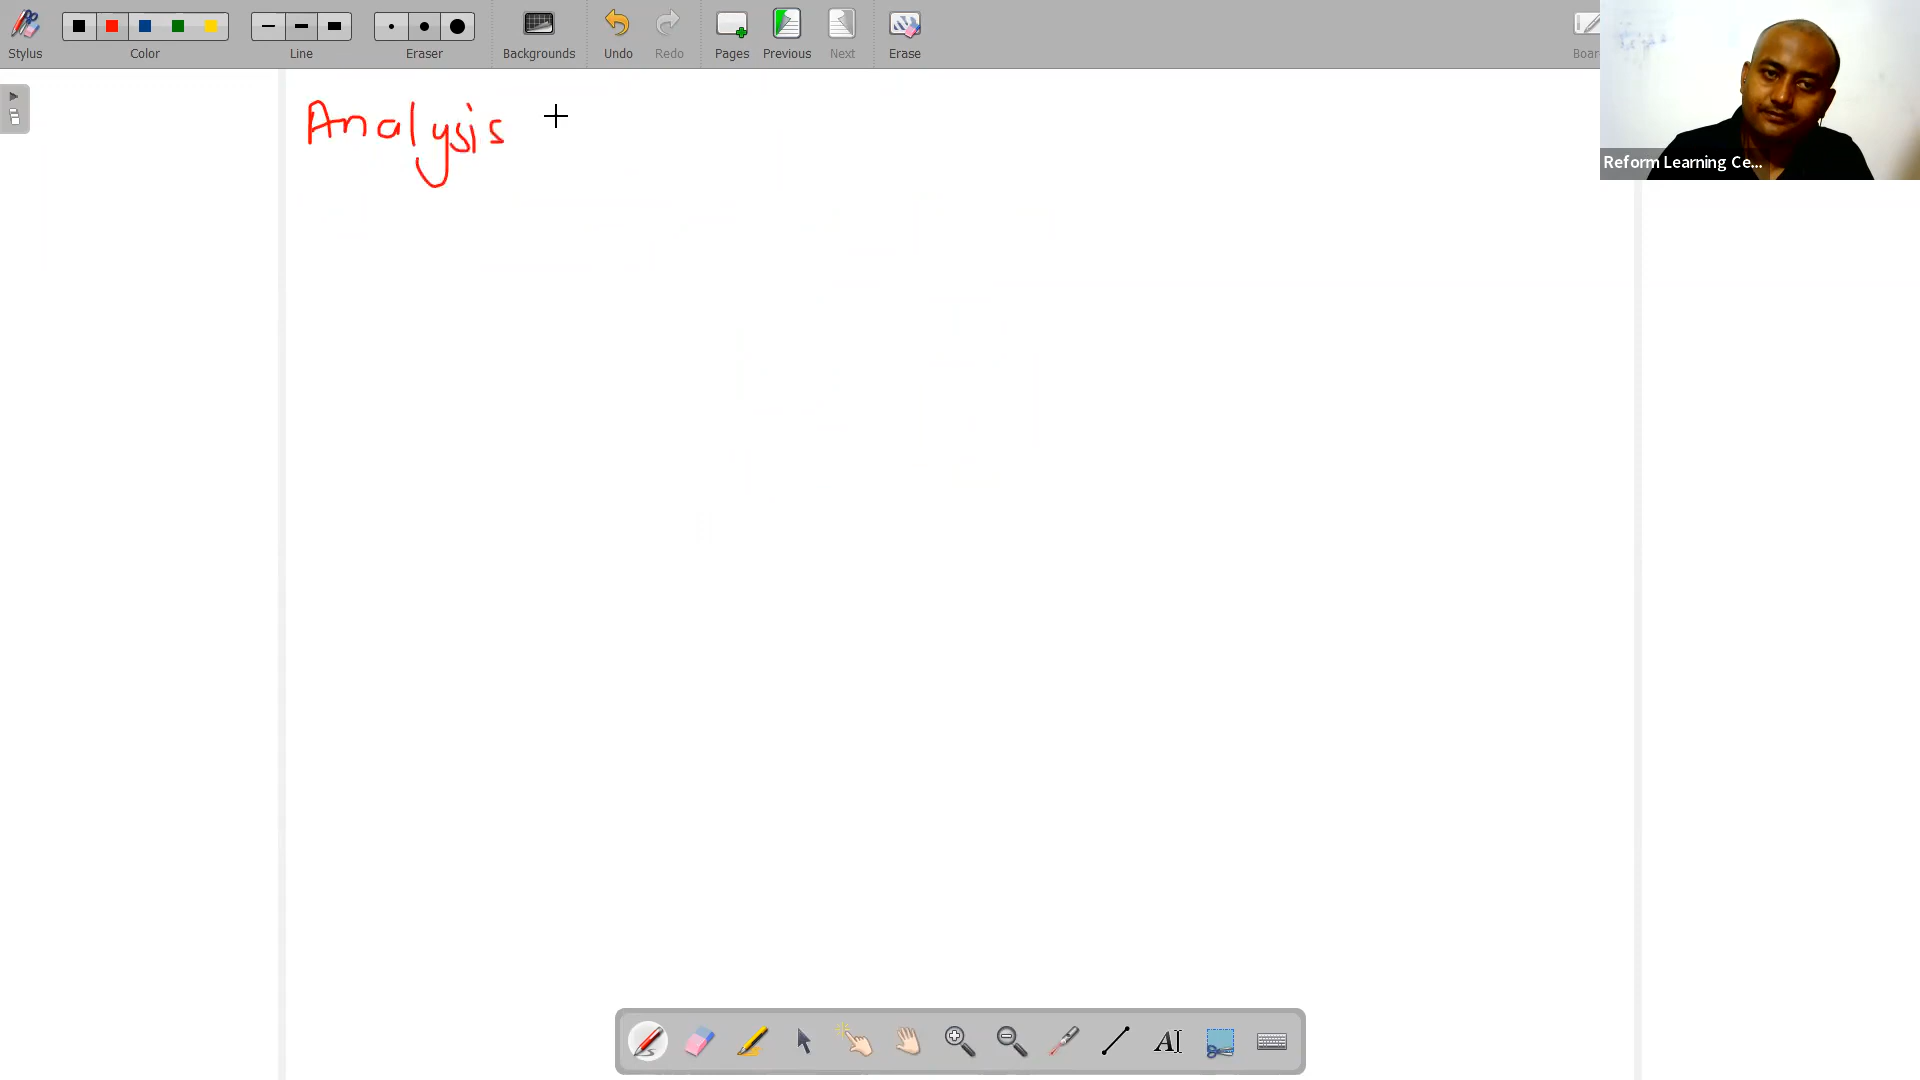 Stylus Color Line Eraser Backgrounds Undo Redo Pages Previous Next Erase
Reform Learning Ce...
Analysis